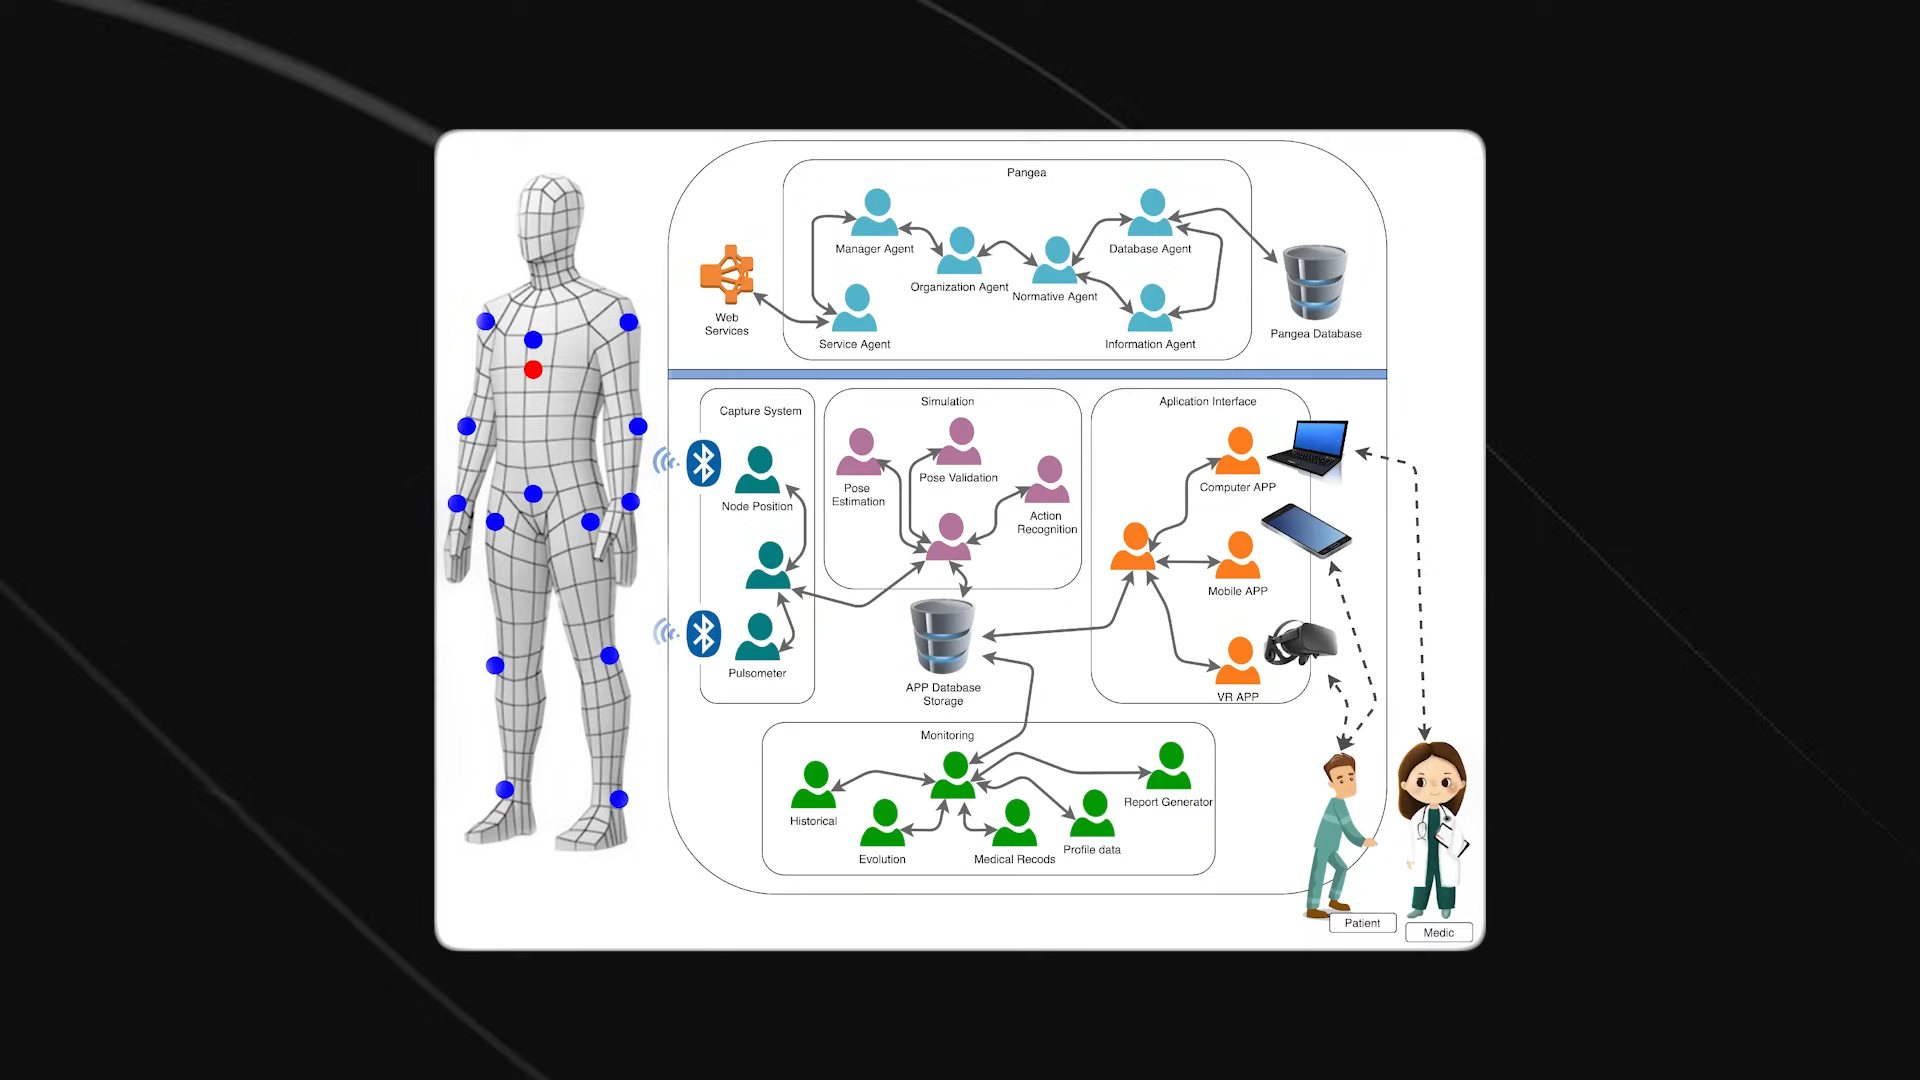 Pangea
Manager Agent
Database Agent
Organization Agent
Normative Agent
Web
Services
Service Agent
Information Agent
Pangea Database
Capture System
Simulation
Aplication Interface
Node Position
Pose
Estimation
Pose Validation
Action
Recognition
Computer APP
Mobile APP
Pulsometer
APP Database
Storage
VR APP
Monitoring
Historical
Evolution
Medical Recods
Profile data
Report Generator
Patient
Medic